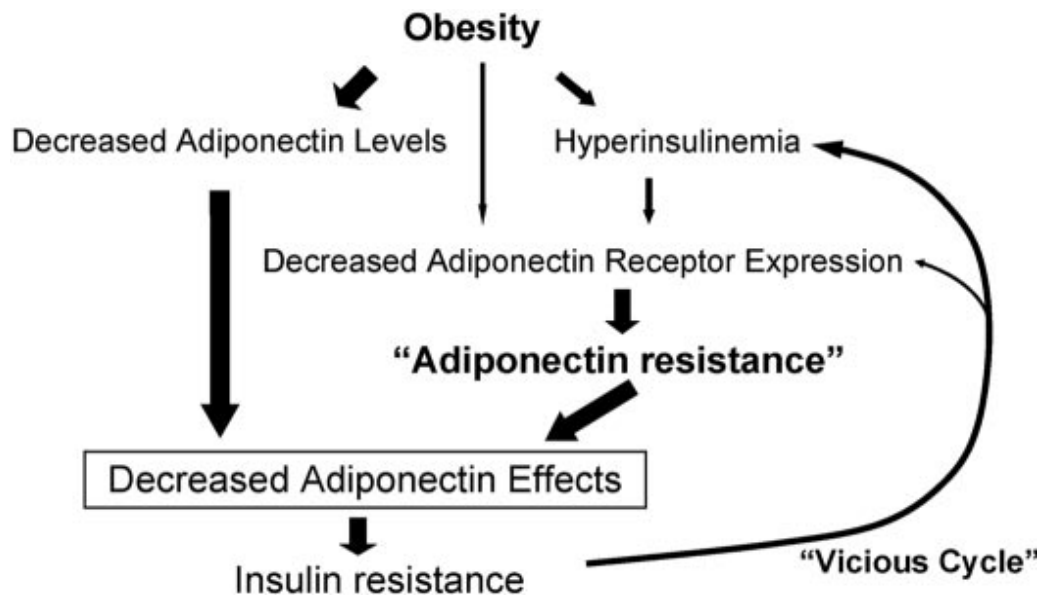 Obesity
Decreased Adiponectin Levels
Hyperinsulinemia
Decreased Adiponectin Receptor Expression
“Adiponectin resistance”
Decreased Adiponectin Effects
“Vicious Cycle”
Insulin resistance